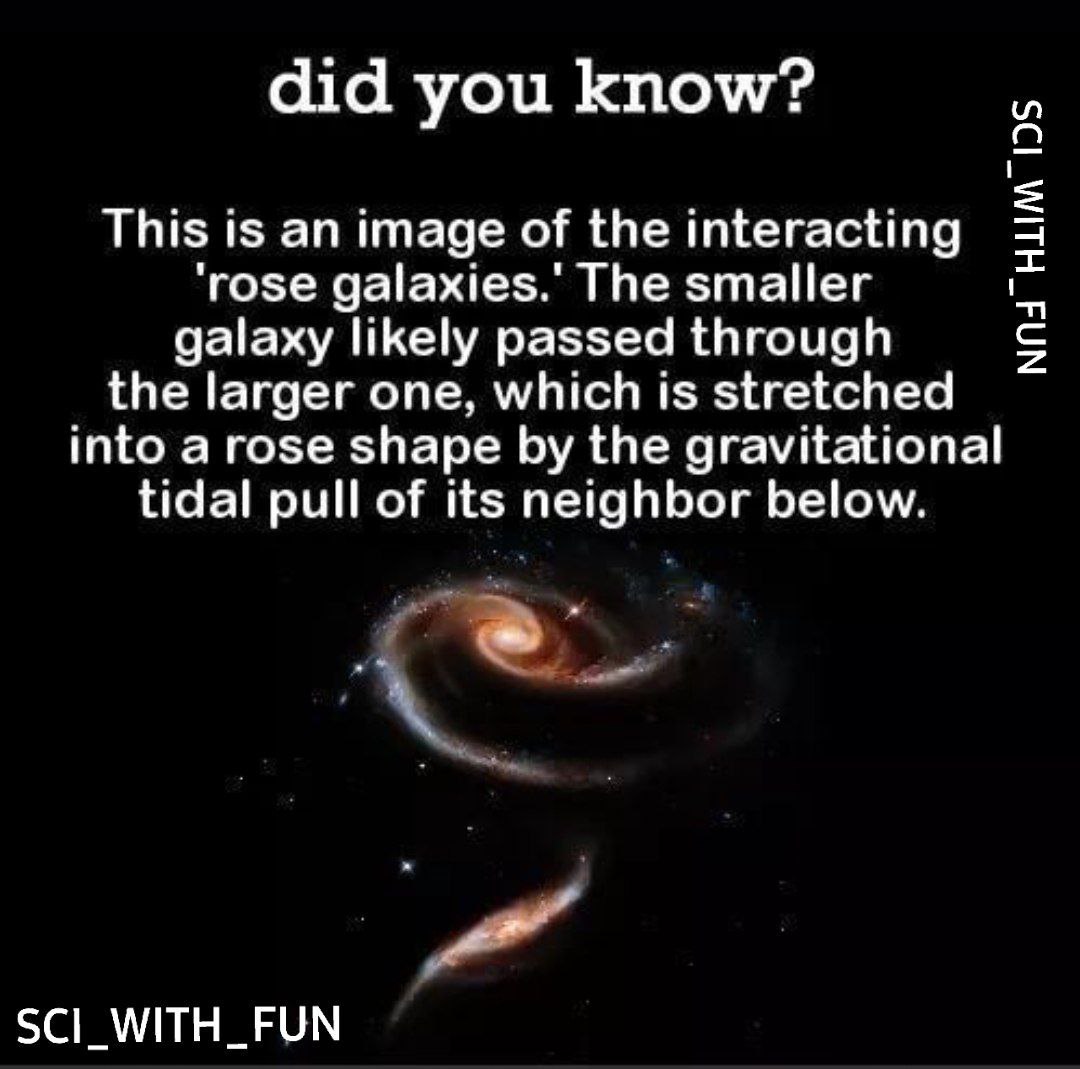 did you know?
This is an image of the interacting
'rose galaxies.' The smaller
galaxy likely passed through
the larger one, which is stretched
into a rose shape by the gravitational
tidal pull of its neighbor below.
SCI_WITH_FUN
SCI_WITH_FUN